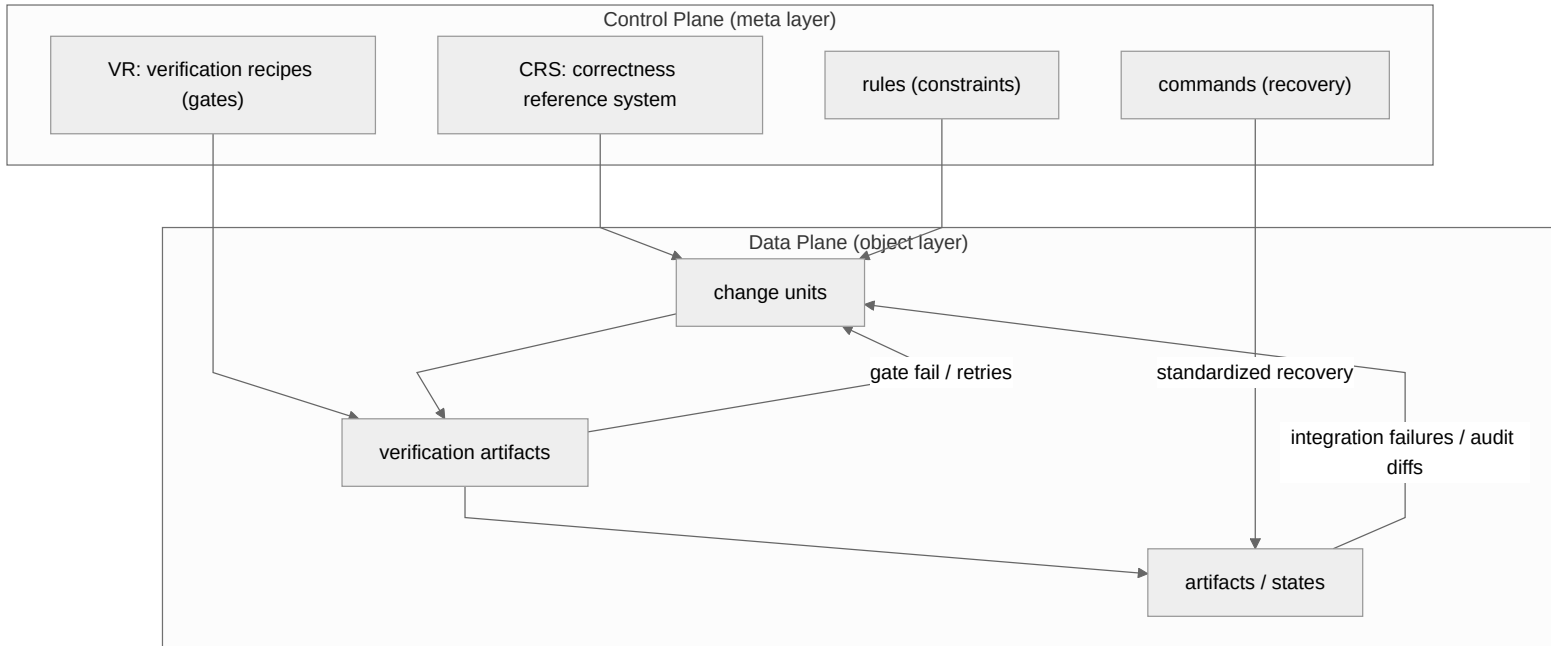 Control Plane (meta layer)
VR: verification recipes
(gates)
CRS: correctness
reference system
rules (constraints)
commands (recovery)
Data Plane (object layer)
change units
gate fail / retries
standardized recovery
verification artifacts
integration failures / audit
diffs
artifacts / states